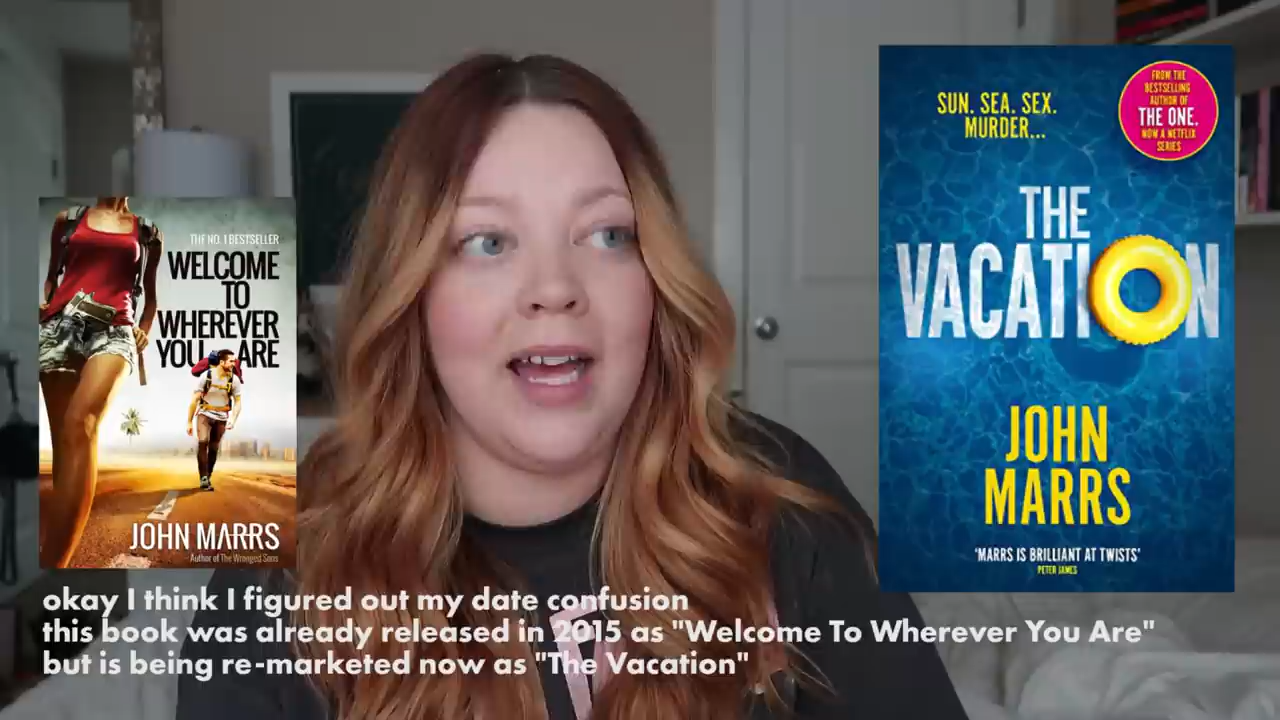 THE NO. 1 BESTSELLER
WELCOME
TO
WHEREVER
YOU ARE
JOHN MARRS
Author of The Wronged Sons
SUN. SEA. SEX.
MURDER...
FROM THE
BESTSELLING
AUTHOR OF
THE ONE.
NOW A NETFLIX
SERIES
THE
VACATION
JOHN
MARRS
'MARRS IS BRILLIANT AT TWISTS'
PETER JAMES
okay I think I figured out my date confusion
this book was already released in 2015 as "Welcome To Wherever You Are"
but is being re-marketed now as "The Vacation"